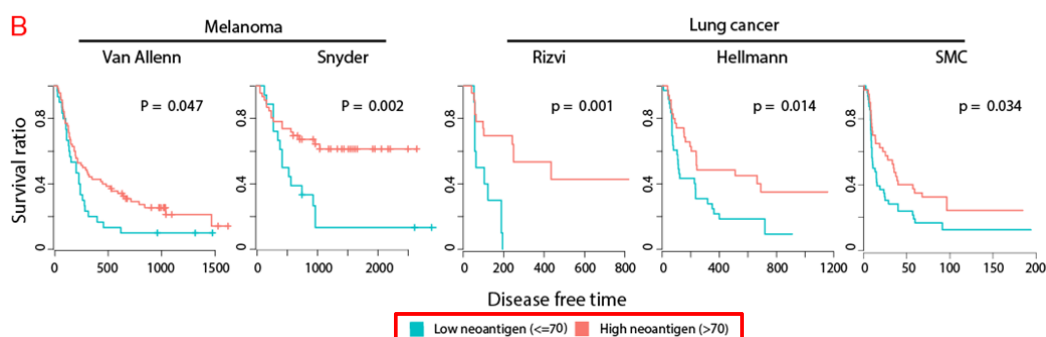 B
Melanoma
Lung cancer
Van Allenn
Snyder
Rizvi
Hellmann
SMC
P = 0.047
P = 0.002
p = 0.001
p = 0.014
p = 0.034
Survival ratio
0.8
0.4
0
0.8
0.4
0
0.8
0.4
0
0.8
0.4
0
0.8
0.4
0
0 500 1000 1500
0 1000 2000
0 200 400 600 800
0 400 800 1200
0 50 100 150 200
Disease free time
Low neoantigen (<=70) High neoantigen (>70)